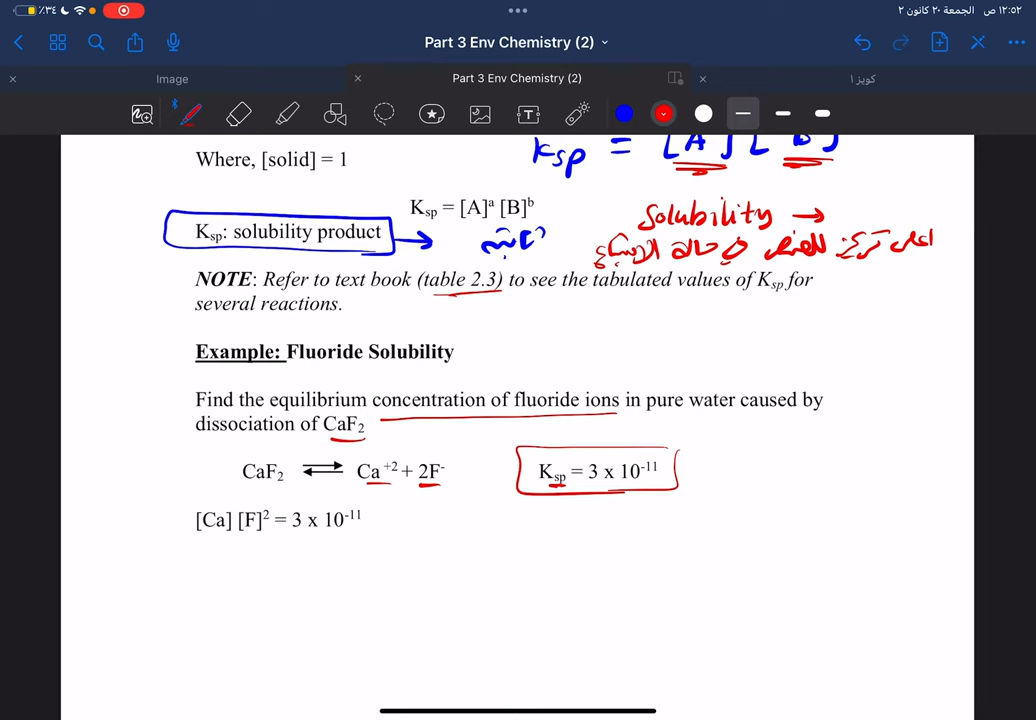 ٪٣٤ ١٢:٥٢ ص الجمعة ٢٠ كانون ٢
Part 3 Env Chemistry (2)
Image
Part 3 Env Chemistry (2)
كويز ١
Where, [solid] = 1
Ksp = [A] [B]
Ksp = [A]ᵃ [B]ᵇ
Solubility →
Ksp: solubility product → ثابت
اعلى تركيز للعنصر في حالة الاشباع
NOTE: Refer to text book (table 2.3) to see the tabulated values of Ksp for
several reactions.
Example: Fluoride Solubility
Find the equilibrium concentration of fluoride ions in pure water caused by
dissociation of CaF₂
CaF₂ ⇌ Ca⁺² + 2F⁻ Ksp = 3 x 10⁻¹¹
[Ca] [F]² = 3 x 10⁻¹¹